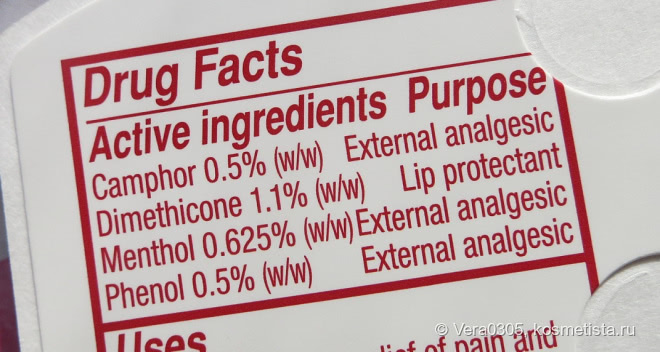 Drug Facts
Active ingredients Purpose
Camphor 0.5% (w/w) External analgesic
Dimethicone 1.1% (w/w) Lip protectant
Menthol 0.625% (w/w) External analgesic
Phenol 0.5% (w/w) External analgesic
Uses
of pain and
© Vera0305, kosmetista.ru